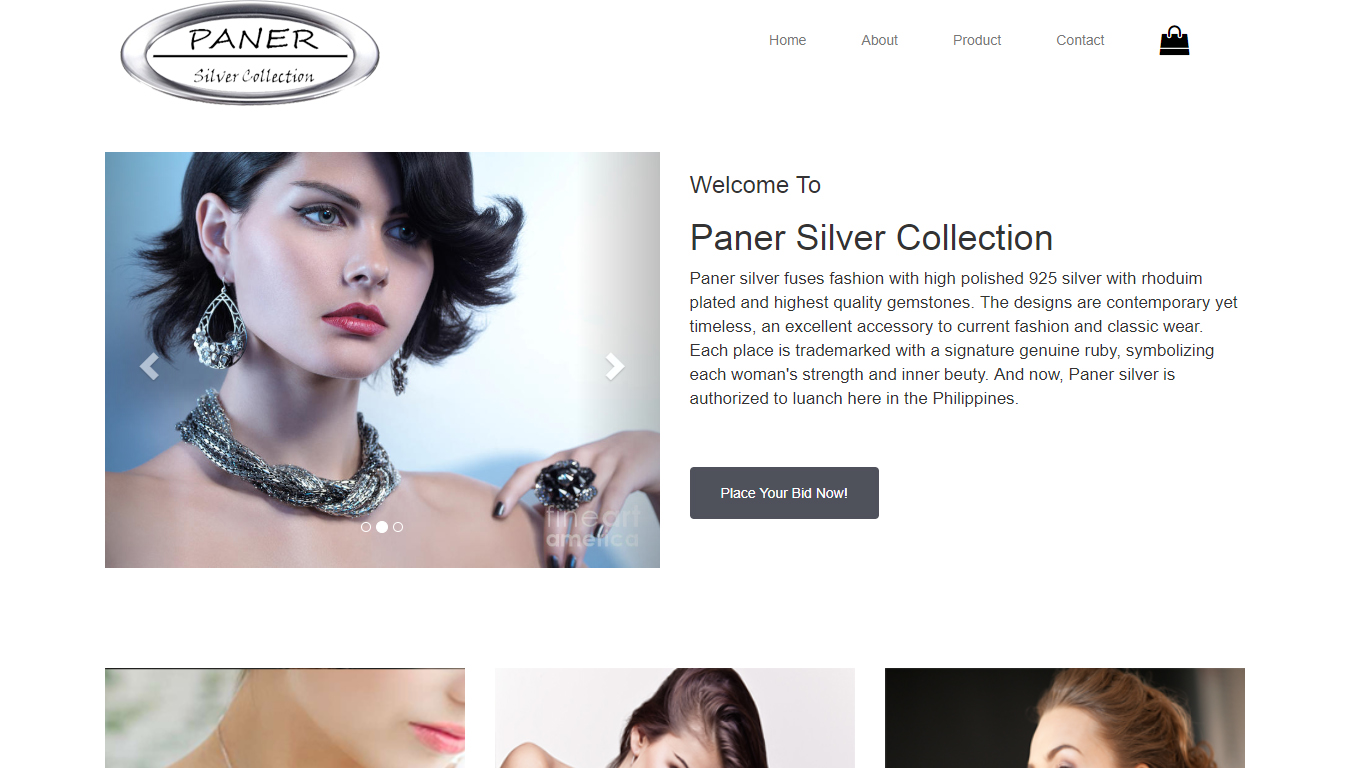 PANER
Silver Collection
Home
About
Product
Contact
Welcome To
Paner Silver Collection
Paner silver fuses fashion with high polished 925 silver with rhoduim
plated and highest quality gemstones. The designs are contemporary yet
timeless, an excellent accessory to current fashion and classic wear.
Each place is trademarked with a signature genuine ruby, symbolizing
each woman's strength and inner beuty. And now, Paner silver is
authorized to luanch here in the Philippines.
Place Your Bid Now!
fine art
america